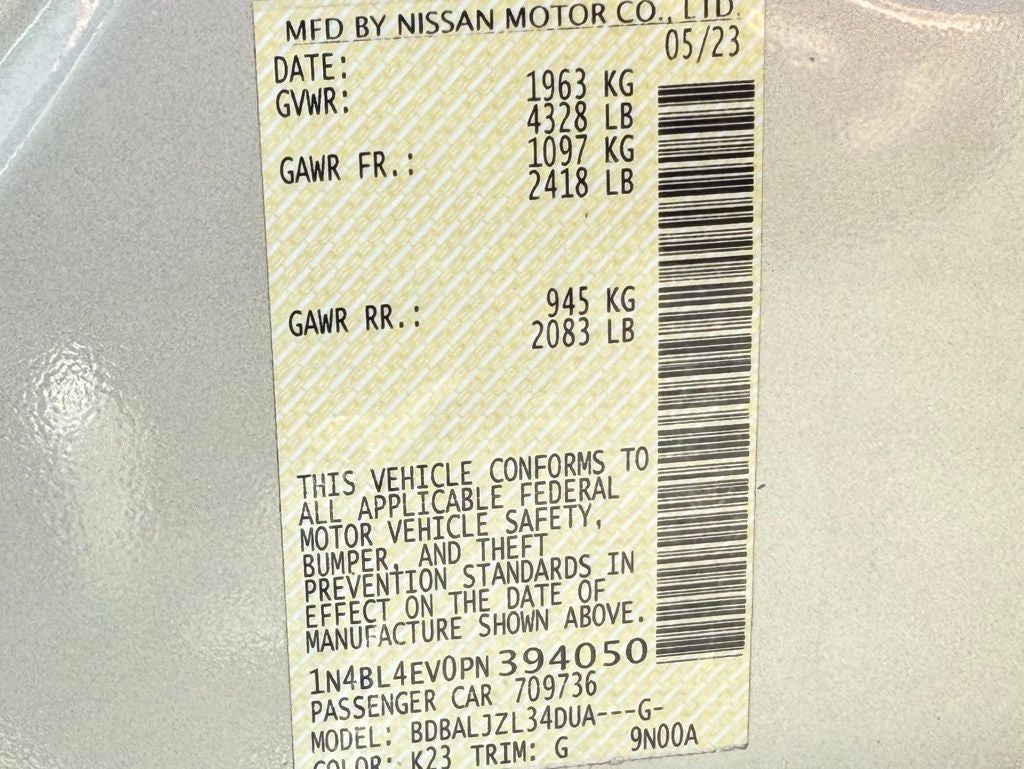 MFD BY NISSAN MOTOR CO., LTD.
DATE: 05/23
GVWR: 1963 KG
4328 LB
GAWR FR.: 1097 KG
2418 LB
GAWR RR.: 945 KG
2083 LB
THIS VEHICLE CONFORMS TO
ALL APPLICABLE FEDERAL
MOTOR VEHICLE SAFETY,
BUMPER, AND THEFT
PREVENTION STANDARDS IN
EFFECT ON THE DATE OF
MANUFACTURE SHOWN ABOVE.
1N4BL4EV0PN394050
PASSENGER CAR 709736
MODEL: BDBALJZL34DUA---G-
COLOR: K23 TRIM: G 9N00A